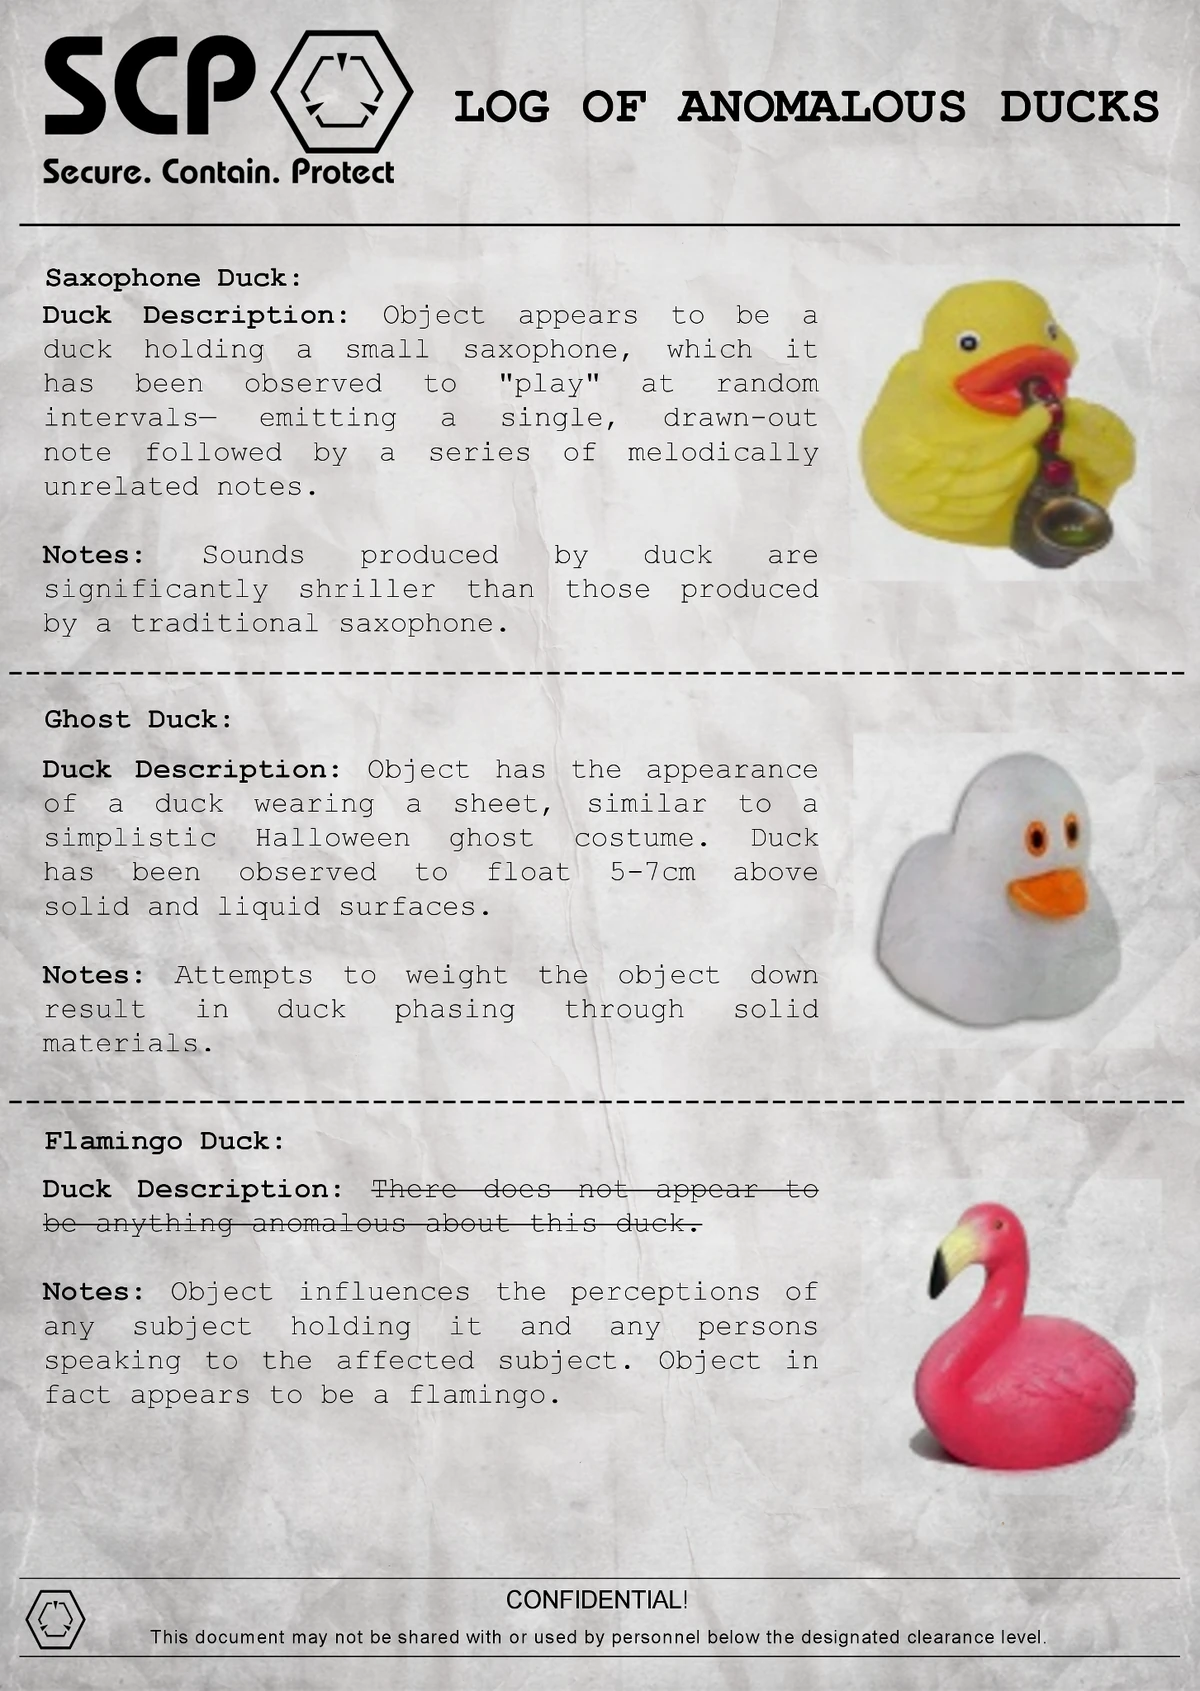 SCP
Secure. Contain. Protect
LOG OF ANOMALOUS DUCKS
Saxophone Duck:
Duck Description: Object appears to be a
duck holding a small saxophone, which it
has been observed to "play" at random
intervals— emitting a single, drawn-out
note followed by a series of melodically
unrelated notes.
Notes: Sounds produced by duck are
significantly shriller than those produced
by a traditional saxophone.
Ghost Duck:
Duck Description: Object has the appearance
of a duck wearing a sheet, similar to a
simplistic Halloween ghost costume. Duck
has been observed to float 5-7cm above
solid and liquid surfaces.
Notes: Attempts to weight the object down
result in duck phasing through solid
materials.
Flamingo Duck:
Duck Description: There does not appear to
be anything anomalous about this duck.
Notes: Object influences the perceptions of
any subject holding it and any persons
speaking to the affected subject. Object in
fact appears to be a flamingo.
CONFIDENTIAL!
This document may not be shared with or used by personnel below the designated clearance level.